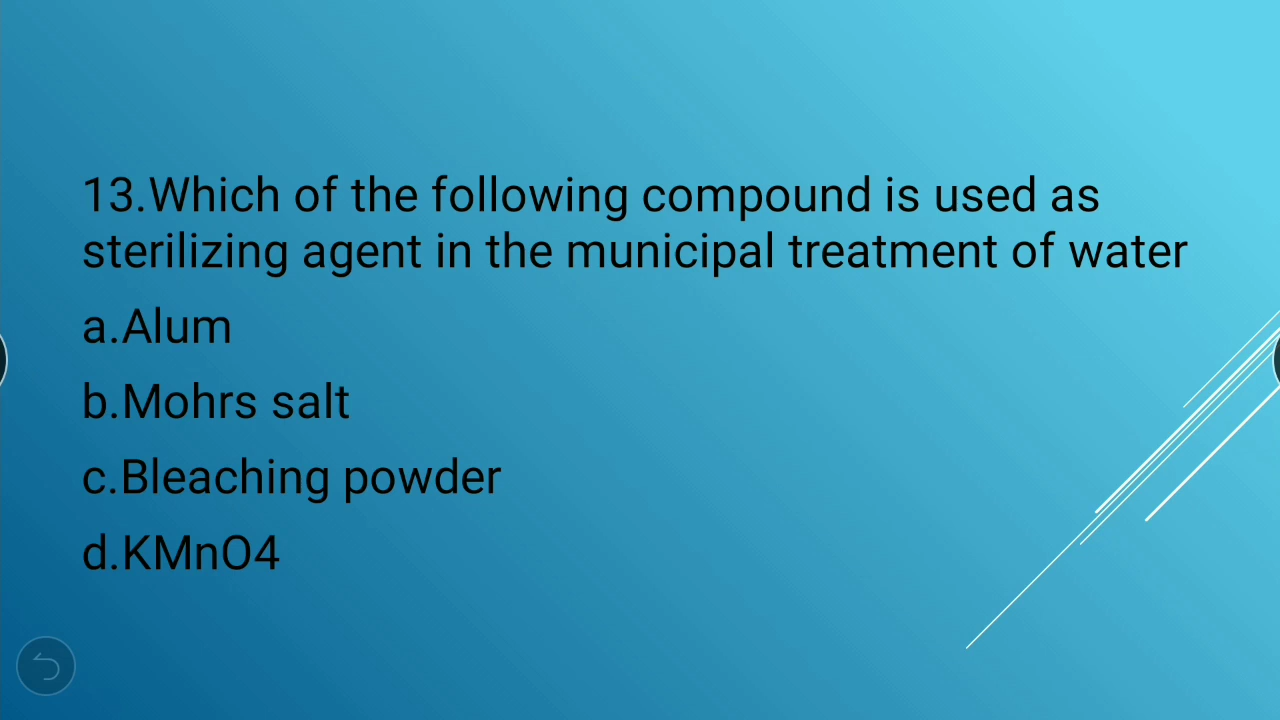 13.Which of the following compound is used as
sterilizing agent in the municipal treatment of water
a.Alum
b.Mohrs salt
c.Bleaching powder
d.KMnO4